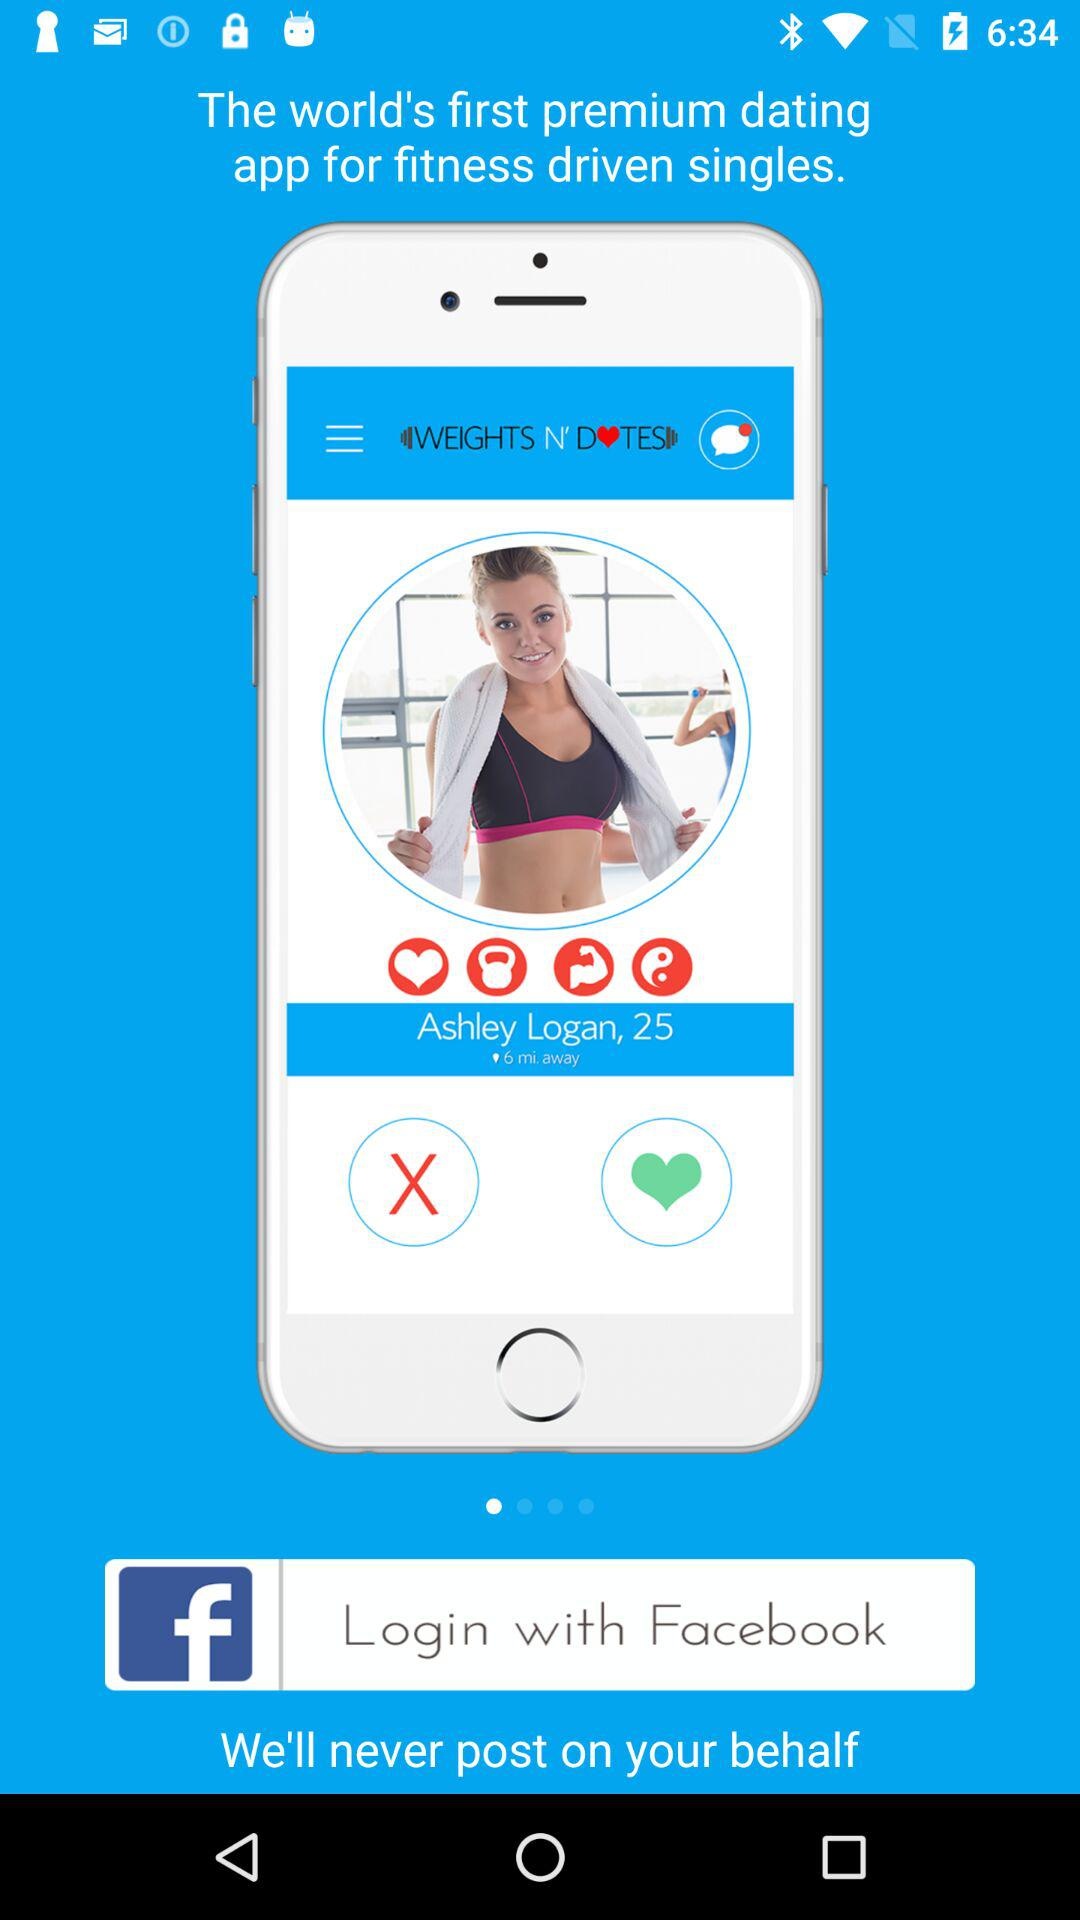 6:34
The world's first premium dating
app for fitness driven singles.
WEIGHTS N' D♥TES
Ashley Logan, 25
6 mi. away
X
Login with Facebook
We'll never post on your behalf